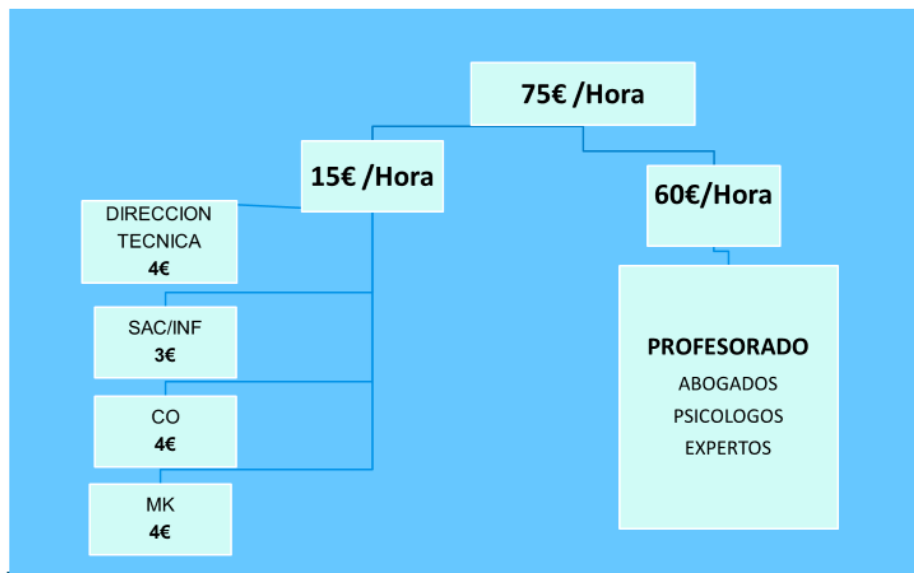 75€ /Hora
15€ /Hora
60€/Hora
DIRECCION
TECNICA
4€
SAC/INF
3€
CO
4€
MK
4€
PROFESORADO
ABOGADOS
PSICOLOGOS
EXPERTOS